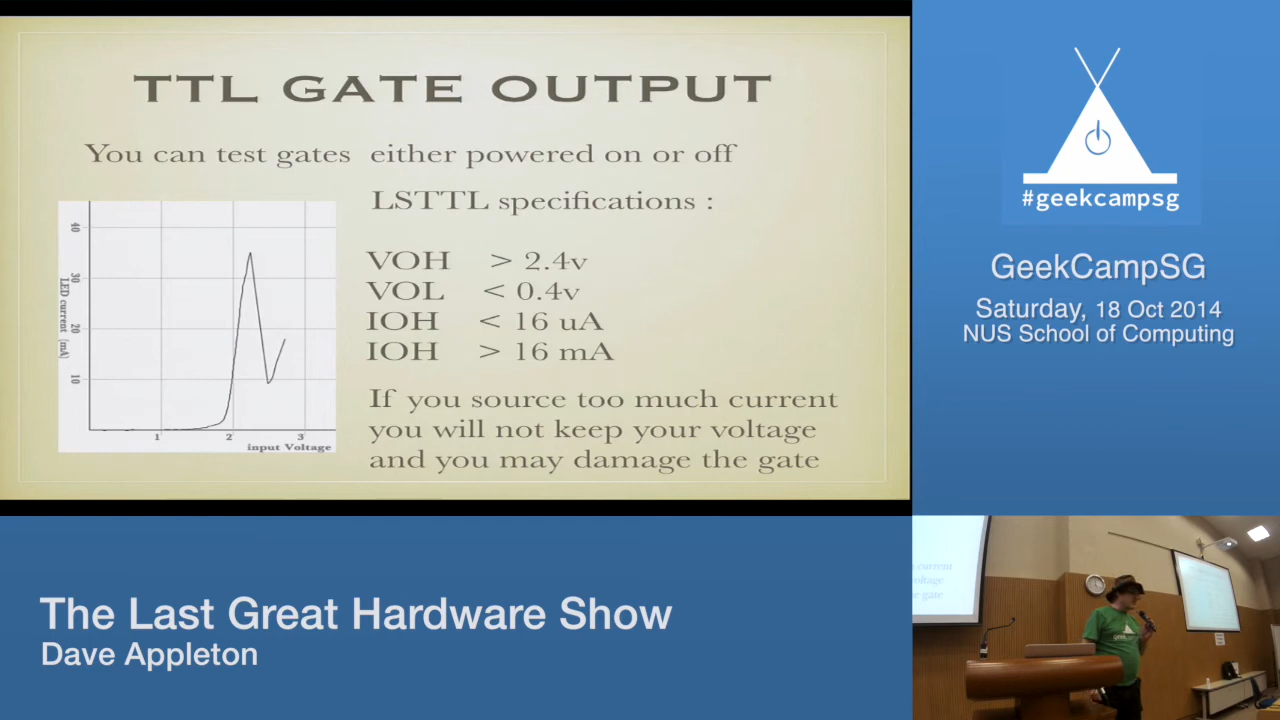 TTL GATE OUTPUT
You can test gates either powered on or off
LSTTL specifications :
VOH > 2.4v
VOL < 0.4v
IOH < 16 uA
IOH > 16 mA
If you source too much current
you will not keep your voltage
and you may damage the gate
40
30
20
10
LED current (mA)
1 2 3
input Voltage
#geekcampsg
GeekCampSG
Saturday, 18 Oct 2014
NUS School of Computing
The Last Great Hardware Show
Dave Appleton
current
voltage
gate